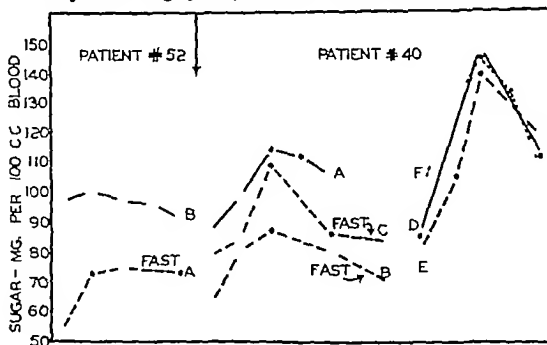 SUGAR-MG. PER 100 CC BLOOD
150
140
130
120
110
100
90
80
70
60
50
PATIENT #52
PATIENT #40
B
FAST
A
A
FAST
C
FAST
B
F
D
E